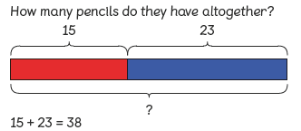 How many pencils do they have altogether?
15 23
?
15 + 23 = 38